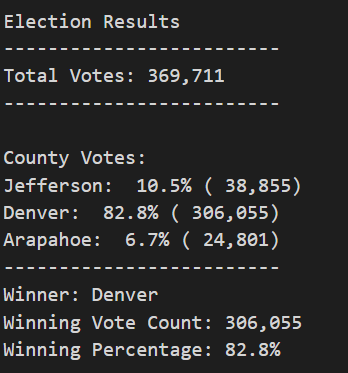 Election Results
-------------------------
Total Votes: 369,711
-------------------------

County Votes:
Jefferson:  10.5% ( 38,855)
Denver:  82.8% ( 306,055)
Arapahoe:  6.7% ( 24,801)
-------------------------
Winner: Denver
Winning Vote Count: 306,055
Winning Percentage: 82.8%